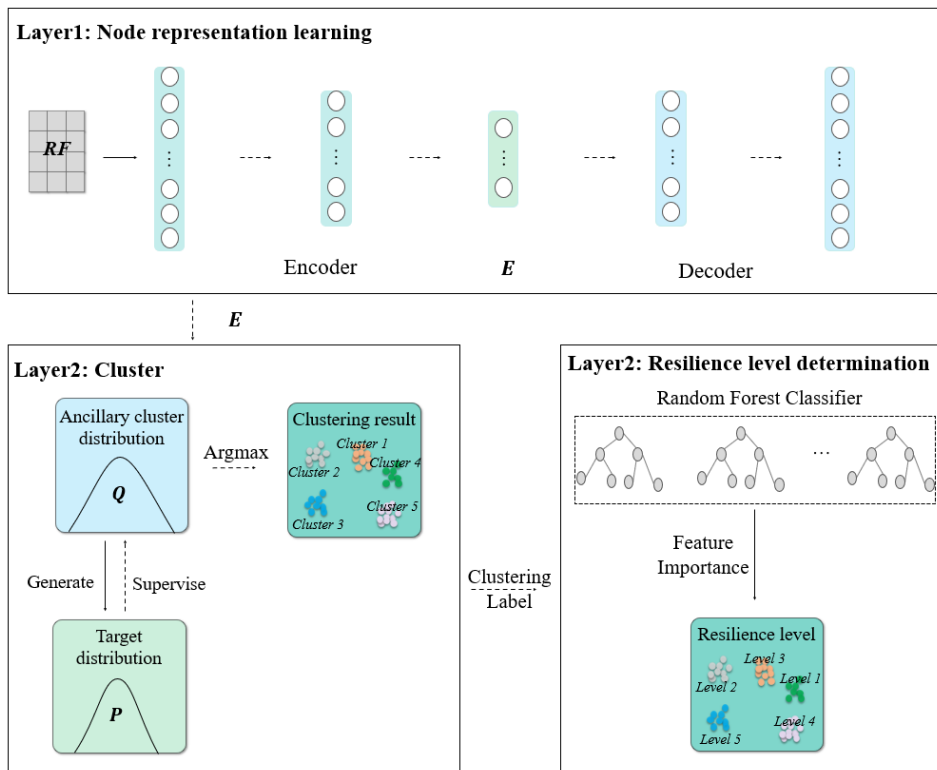 Layer1: Node representation learning
RF
Encoder
E
Decoder
E
Layer2: Cluster
Ancillary cluster
distribution
Q
Argmax
Clustering result
Cluster 1
Cluster 2
Cluster 4
Cluster 3
Cluster 5
Generate
Supervise
Target
distribution
P
Clustering
Label
Layer2: Resilience level determination
Random Forest Classifier
...
Feature
Importance
Resilience level
Level 3
Level 2
Level 1
Level 5
Level 4